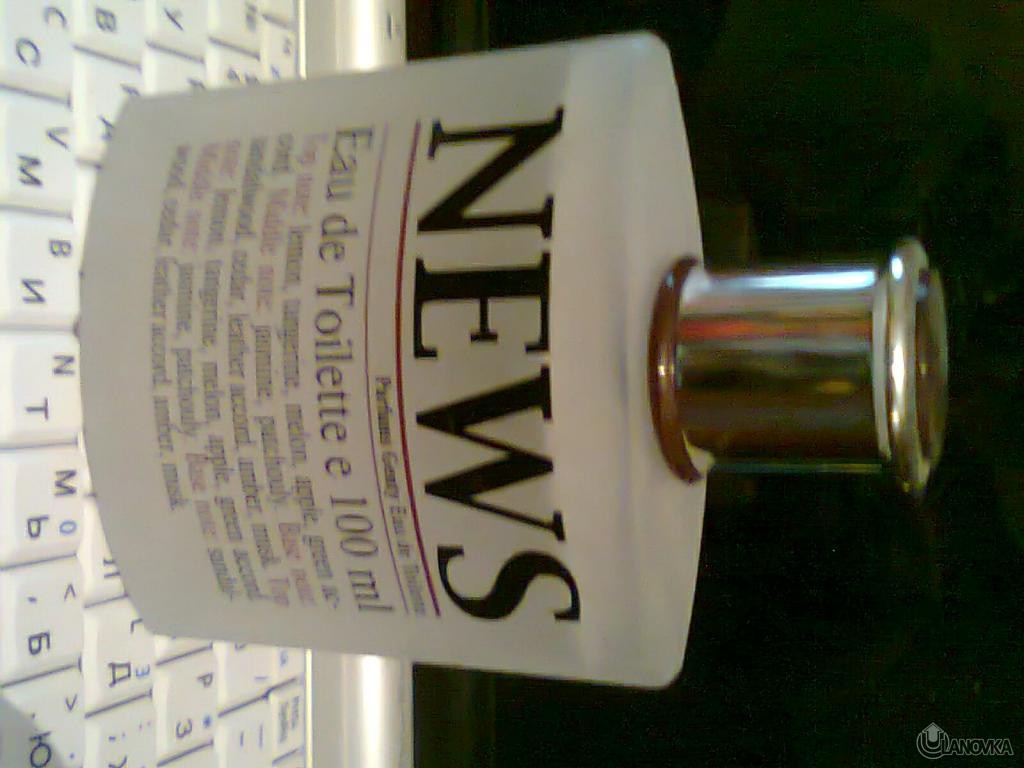 NEWS
Parfums Genty Eau de Toilette
Eau de Toilette e 100 ml
Top note: lemon, tangerine, melon, apple, green ac-
cord. Middle note: jasmine, patchouly. Base note:
sandalwood, cedar, leather accord, amber, musk. Top
note: lemon, tangerine, melon, apple, green accord
Middle note: jasmine, patchouly. Base note: sandal-
wood, cedar, leather accord, amber, musk
C V М В И N Т M Ь < , Б > . Ю
ULANOVKA